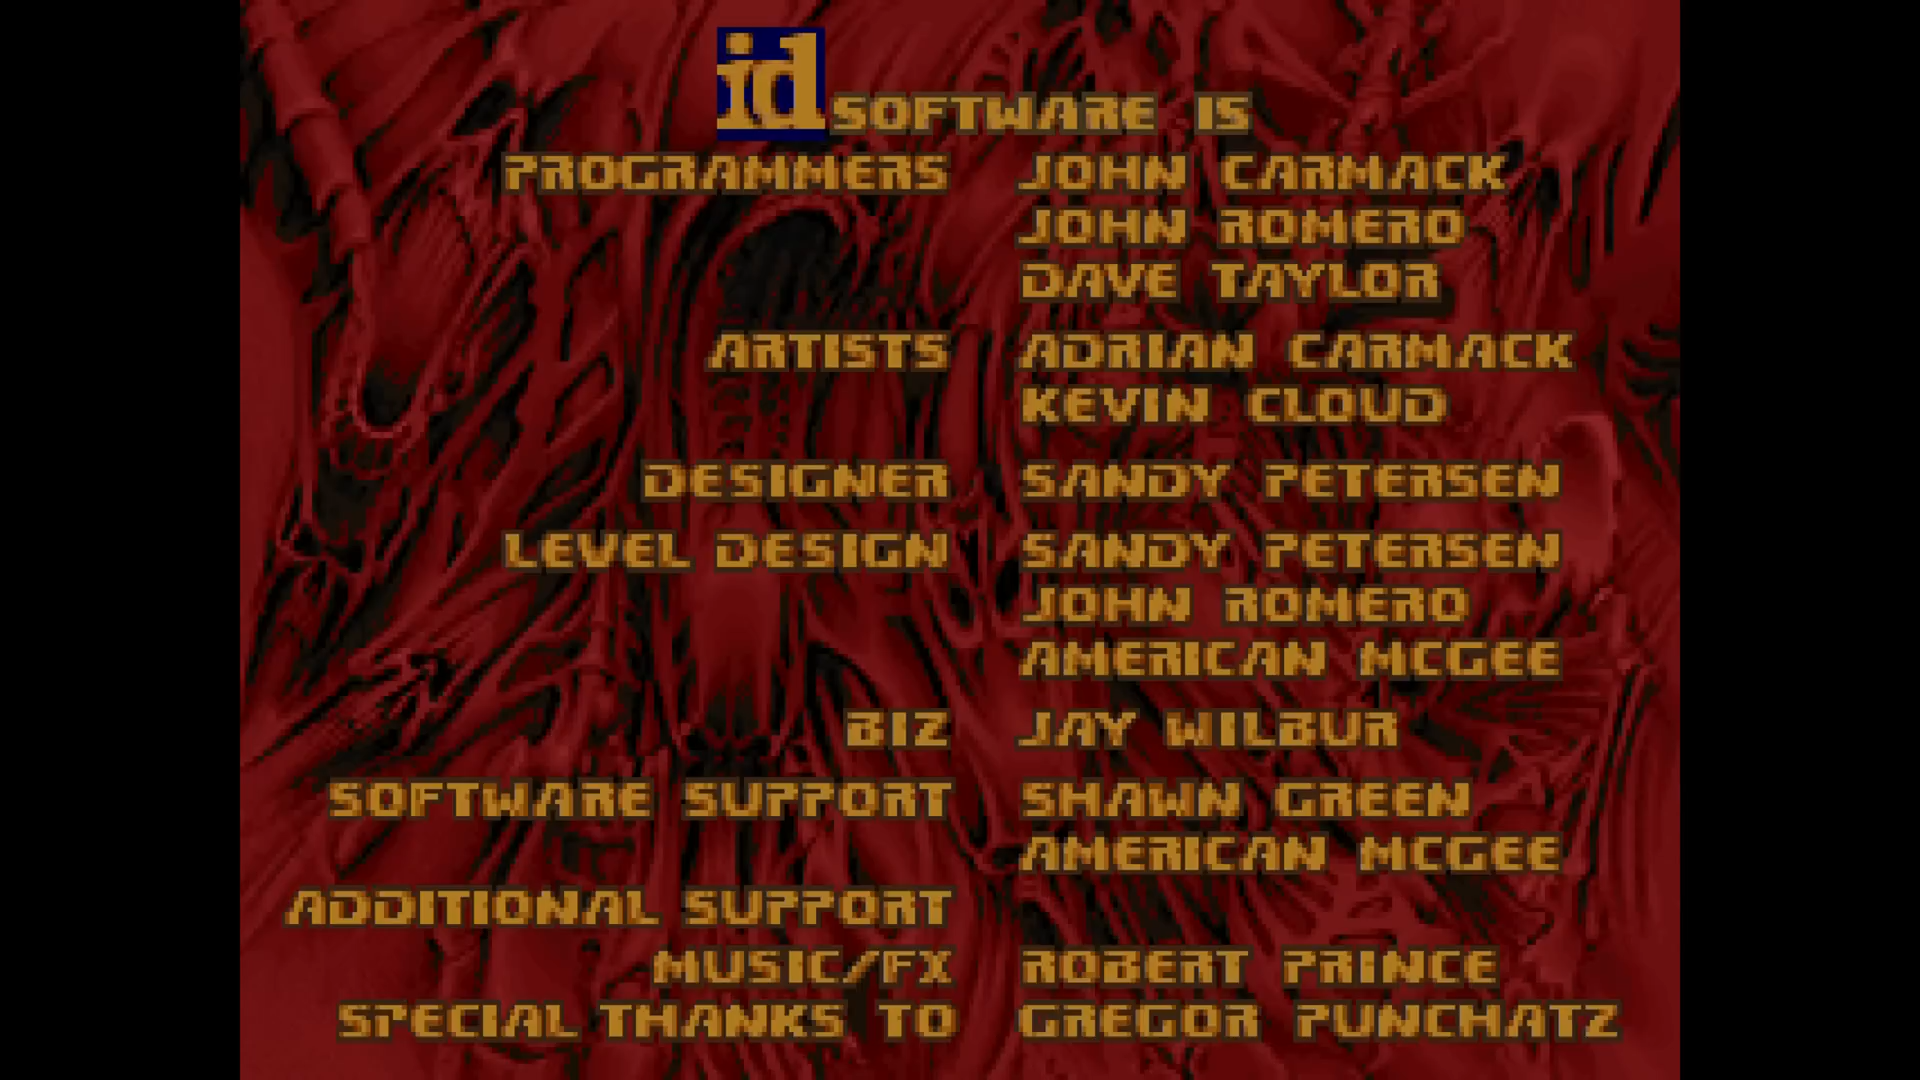 id SOFTWARE IS
PROGRAMMERS JOHN CARMACK
JOHN ROMERO
DAVE TAYLOR
ARTISTS ADRIAN CARMACK
KEVIN CLOUD
DESIGNER SANDY PETERSEN
LEVEL DESIGN SANDY PETERSEN
JOHN ROMERO
AMERICAN MCGEE
BIZ JAY WILBUR
SOFTWARE SUPPORT SHAWN GREEN
AMERICAN MCGEE
ADDITIONAL SUPPORT
MUSIC/FX ROBERT PRINCE
SPECIAL THANKS TO GREGOR PUNCHATZ